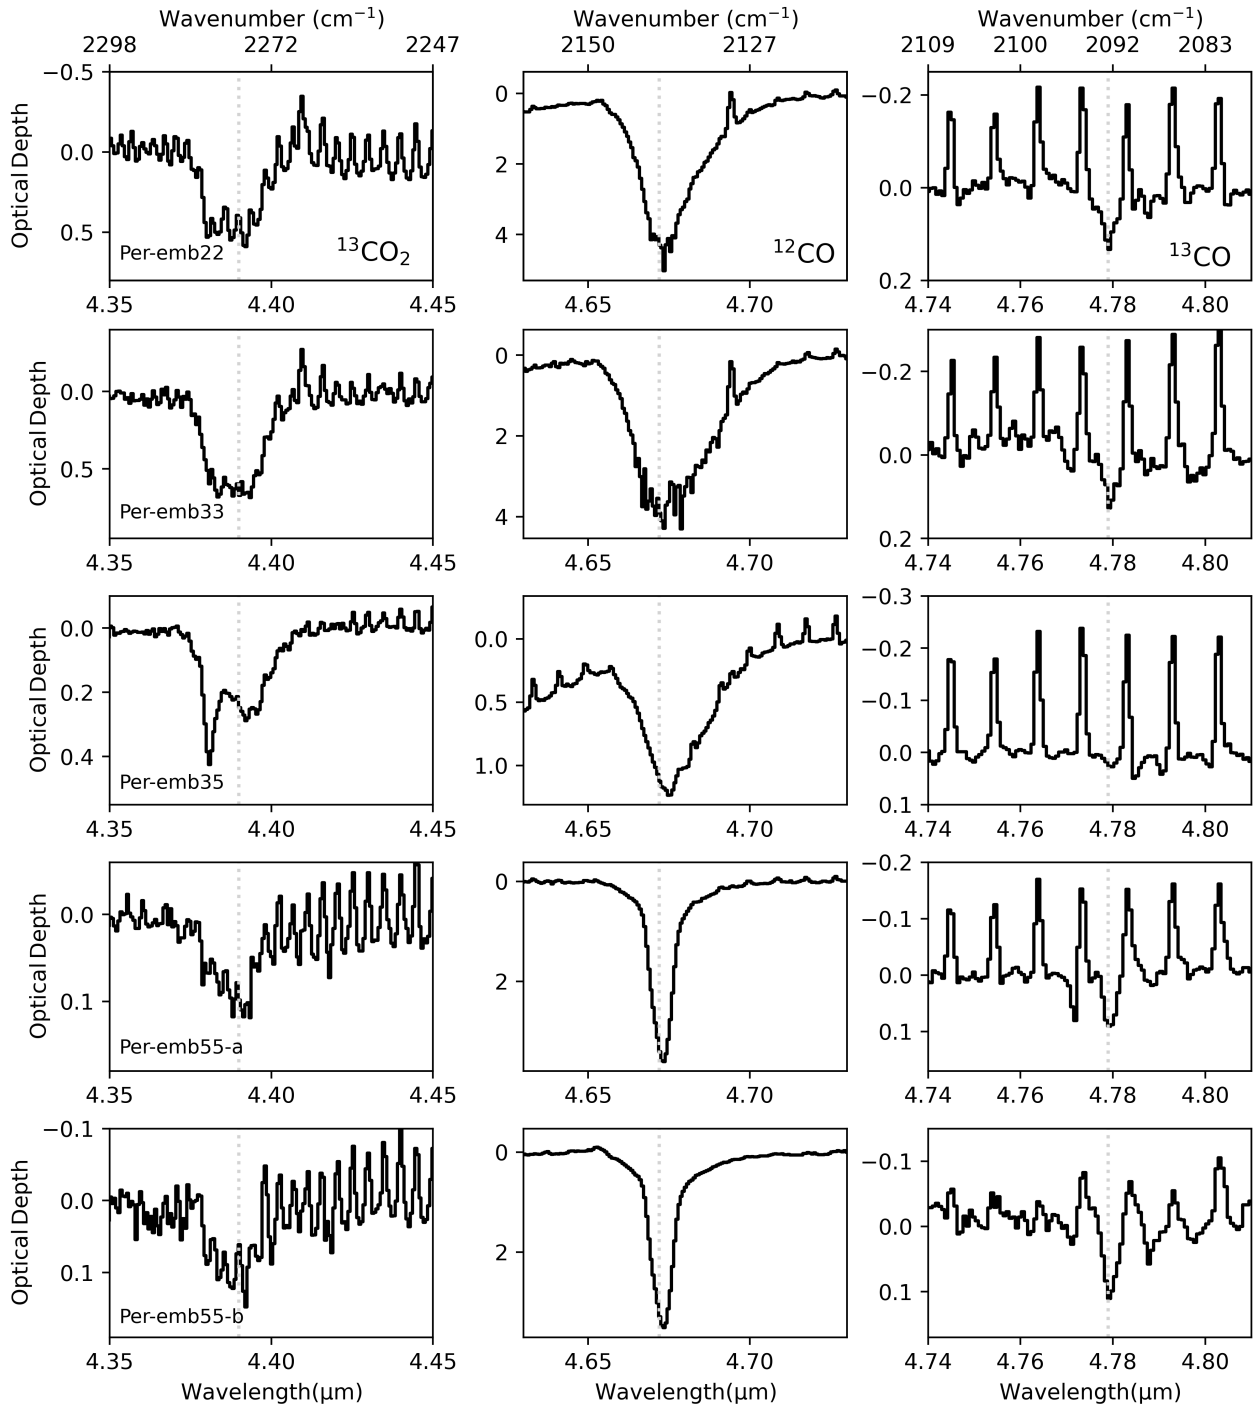 Wavenumber (cm⁻¹) Wavenumber (cm⁻¹) Wavenumber (cm⁻¹)
2298 2272 2247 2150 2127 2109 2100 2092 2083
Optical Depth
−0.5
0.0
0.5
Per-emb22
¹³CO₂
4.35 4.40 4.45
0
2
4
¹²CO
4.65 4.70
−0.2
0.0
0.2
¹³CO
4.74 4.76 4.78 4.80
Optical Depth
0.0
0.5
Per-emb33
4.35 4.40 4.45
0
2
4
4.65 4.70
−0.2
0.0
0.2
4.74 4.76 4.78 4.80
Optical Depth
0.0
0.2
0.4
Per-emb35
4.35 4.40 4.45
0.0
0.5
1.0
4.65 4.70
−0.3
−0.2
−0.1
0.0
0.1
4.74 4.76 4.78 4.80
Optical Depth
0.0
0.1
Per-emb55-a
4.35 4.40 4.45
0
2
4.65 4.70
−0.2
−0.1
0.0
0.1
4.74 4.76 4.78 4.80
Optical Depth
−0.1
0.0
0.1
Per-emb55-b
4.35 4.40 4.45
0
2
4.65 4.70
−0.1
0.0
0.1
4.74 4.76 4.78 4.80
Wavelength(μm) Wavelength(μm) Wavelength(μm)